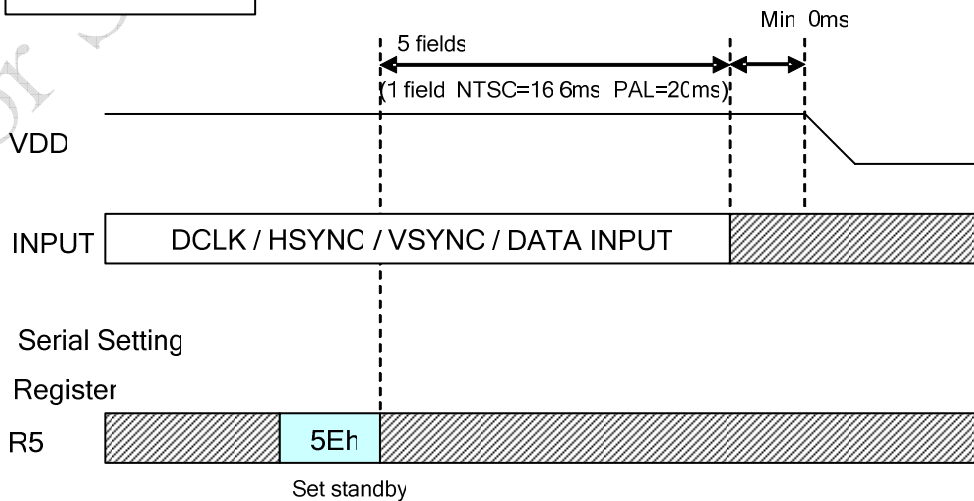 Min 0ms
5 fields
(1 field NTSC=16 6ms PAL=20ms)
VDD
INPUT
DCLK / HSYNC / VSYNC / DATA INPUT
Serial Setting
Register
R5
5Eh
Set standby